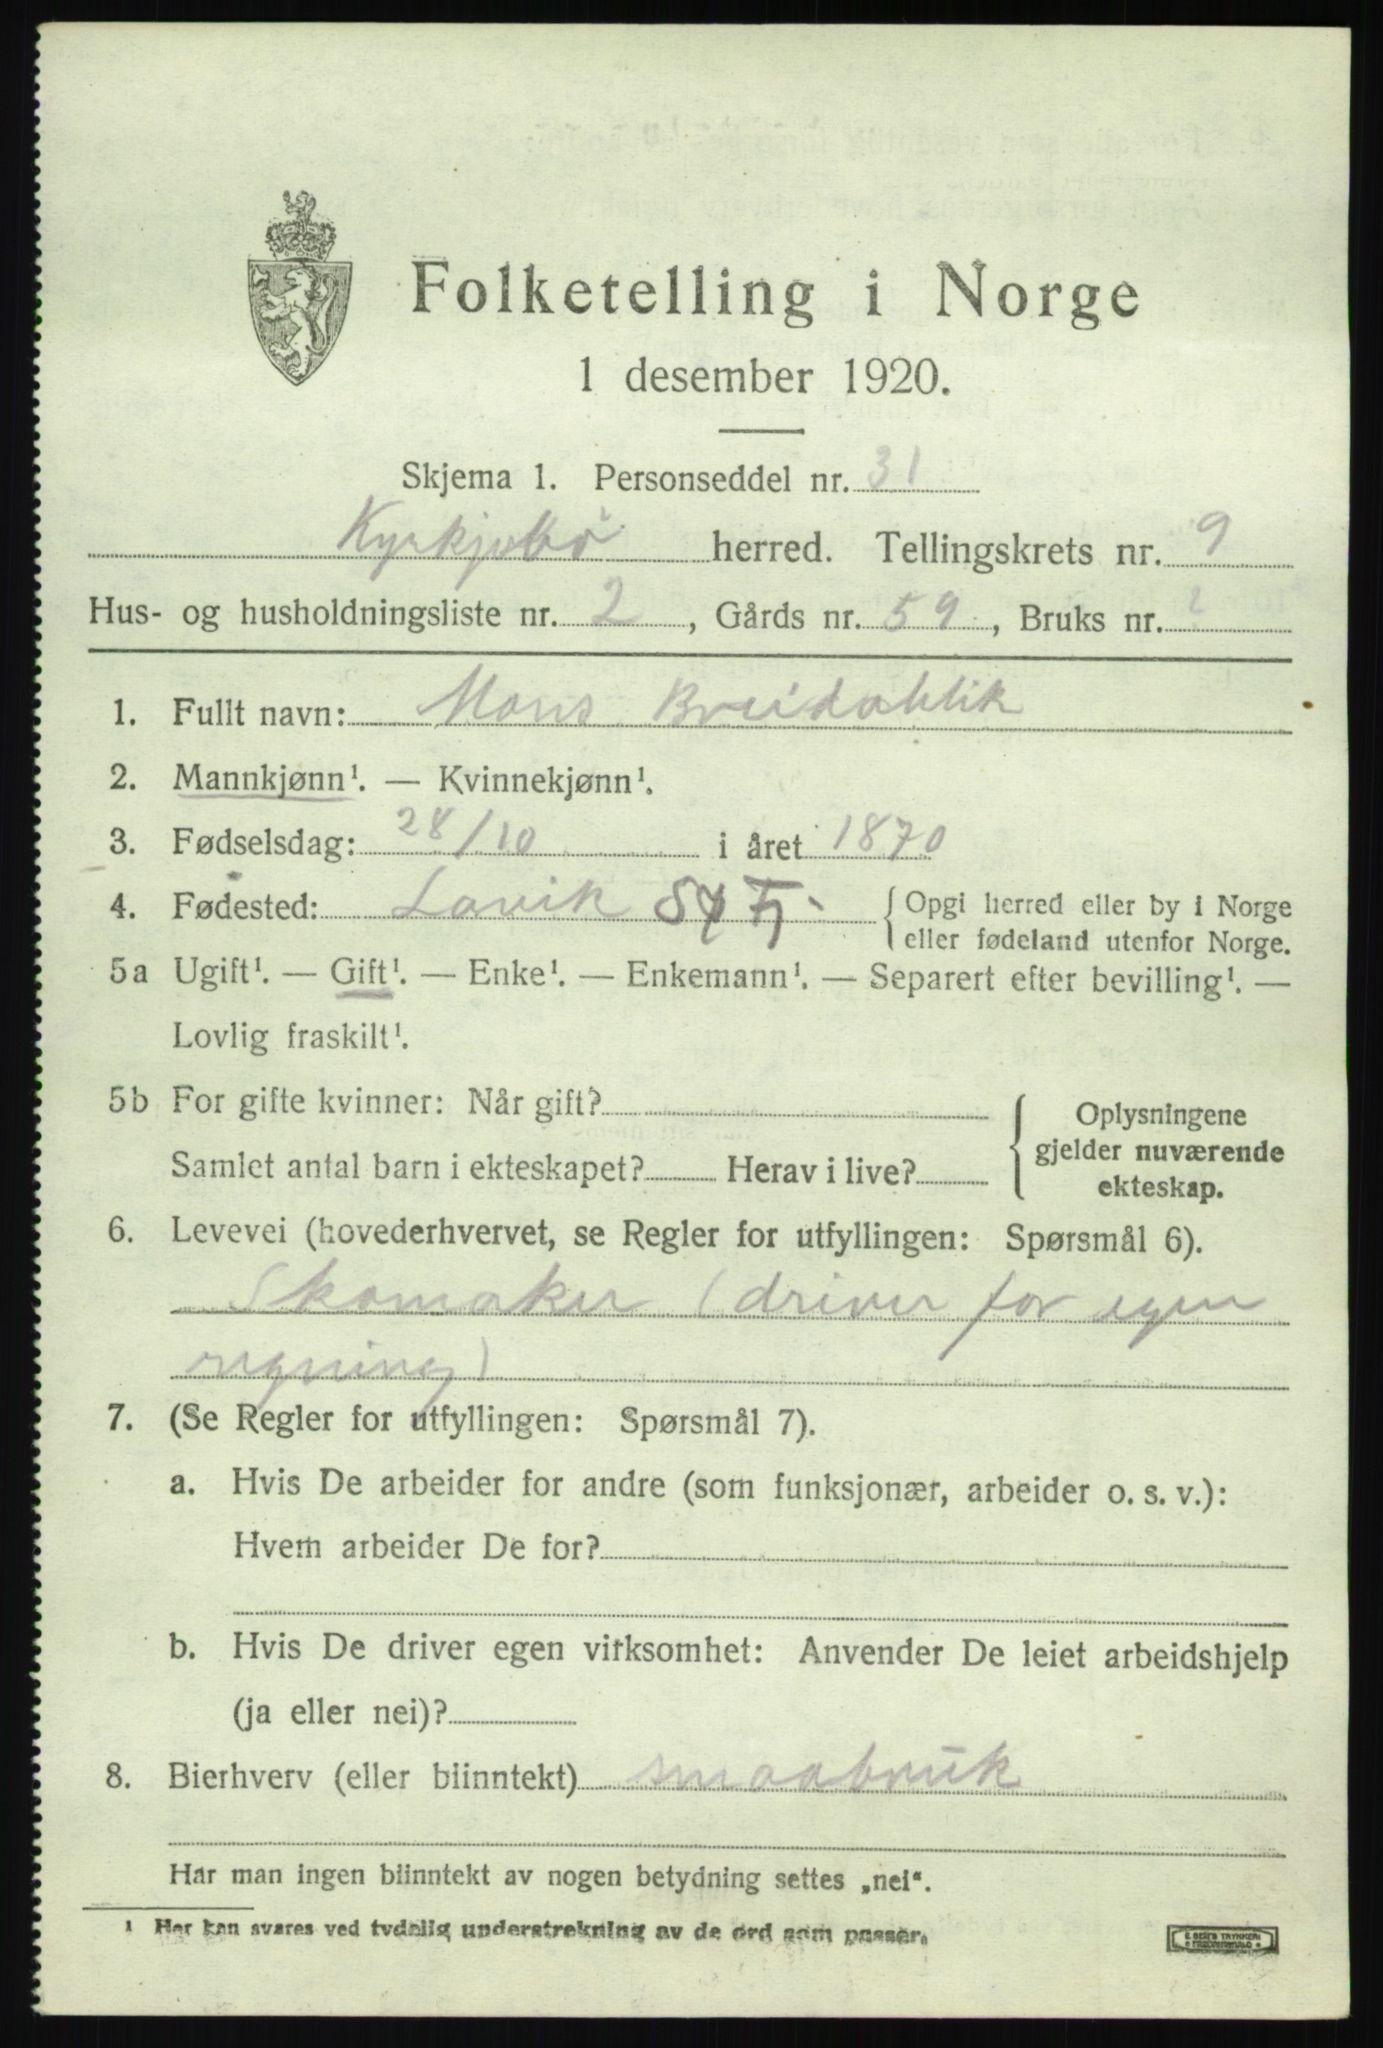 Folketelling i Norge
1 desember 1920.
Skjema 1. Personseddel nr. 31
Kyrkjebø herred. Tellingskrets nr. 9
Hus- og husholdningsliste nr. 2, Gårds nr. 59, Bruks nr.
1. Fullt navn: Mons Breidablik
2. Mannkjønn¹. — Kvinnekjønn¹.
3. Fødselsdag: 28/10 i året 1870
4. Fødested: Lavik S&Fj. { Opgi herred eller by i Norge
eller fødeland utenfor Norge.
5a Ugift¹. — Gift¹. — Enke¹. — Enkemann¹. — Separert efter bevilling¹. —
Lovlig fraskilt¹.
5b For gifte kvinner: Når gift?
Samlet antal barn i ekteskapet? Herav i live?
{ Oplysningene
gjelder nuværende
ekteskap.
6. Levevei (hovederhvervet, se Regler for utfyllingen: Spørsmål 6).
Skomaker (driver for egen
regning)
7. (Se Regler for utfyllingen: Spørsmål 7).
a. Hvis De arbeider for andre (som funksjonær, arbeider o. s. v.):
Hvem arbeider De for?
b. Hvis De driver egen virksomhet: Anvender De leiet arbeidshjelp
(ja eller nei)?
8. Bierhverv (eller biinntekt) smaabruk
Har man ingen biinntekt av nogen betydning settes „nei“.
¹ Her kan svares ved tydelig understrekning av de ord som passer.